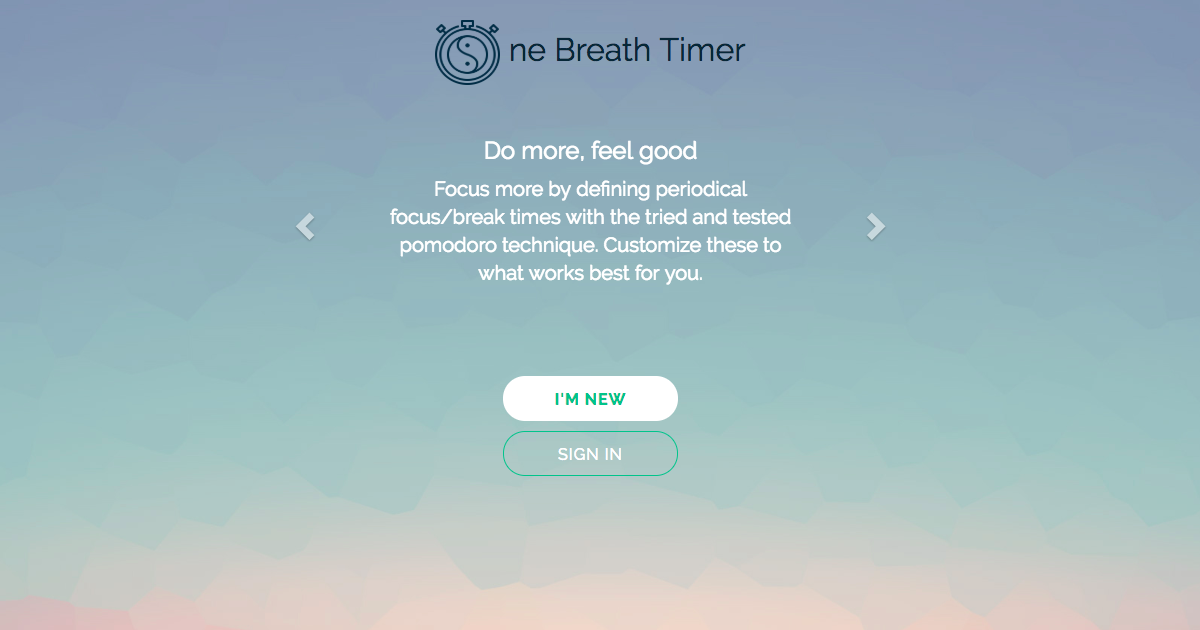 ne Breath Timer
Do more, feel good
Focus more by defining periodical
focus/break times with the tried and tested
pomodoro technique. Customize these to
what works best for you.
I'M NEW
SIGN IN